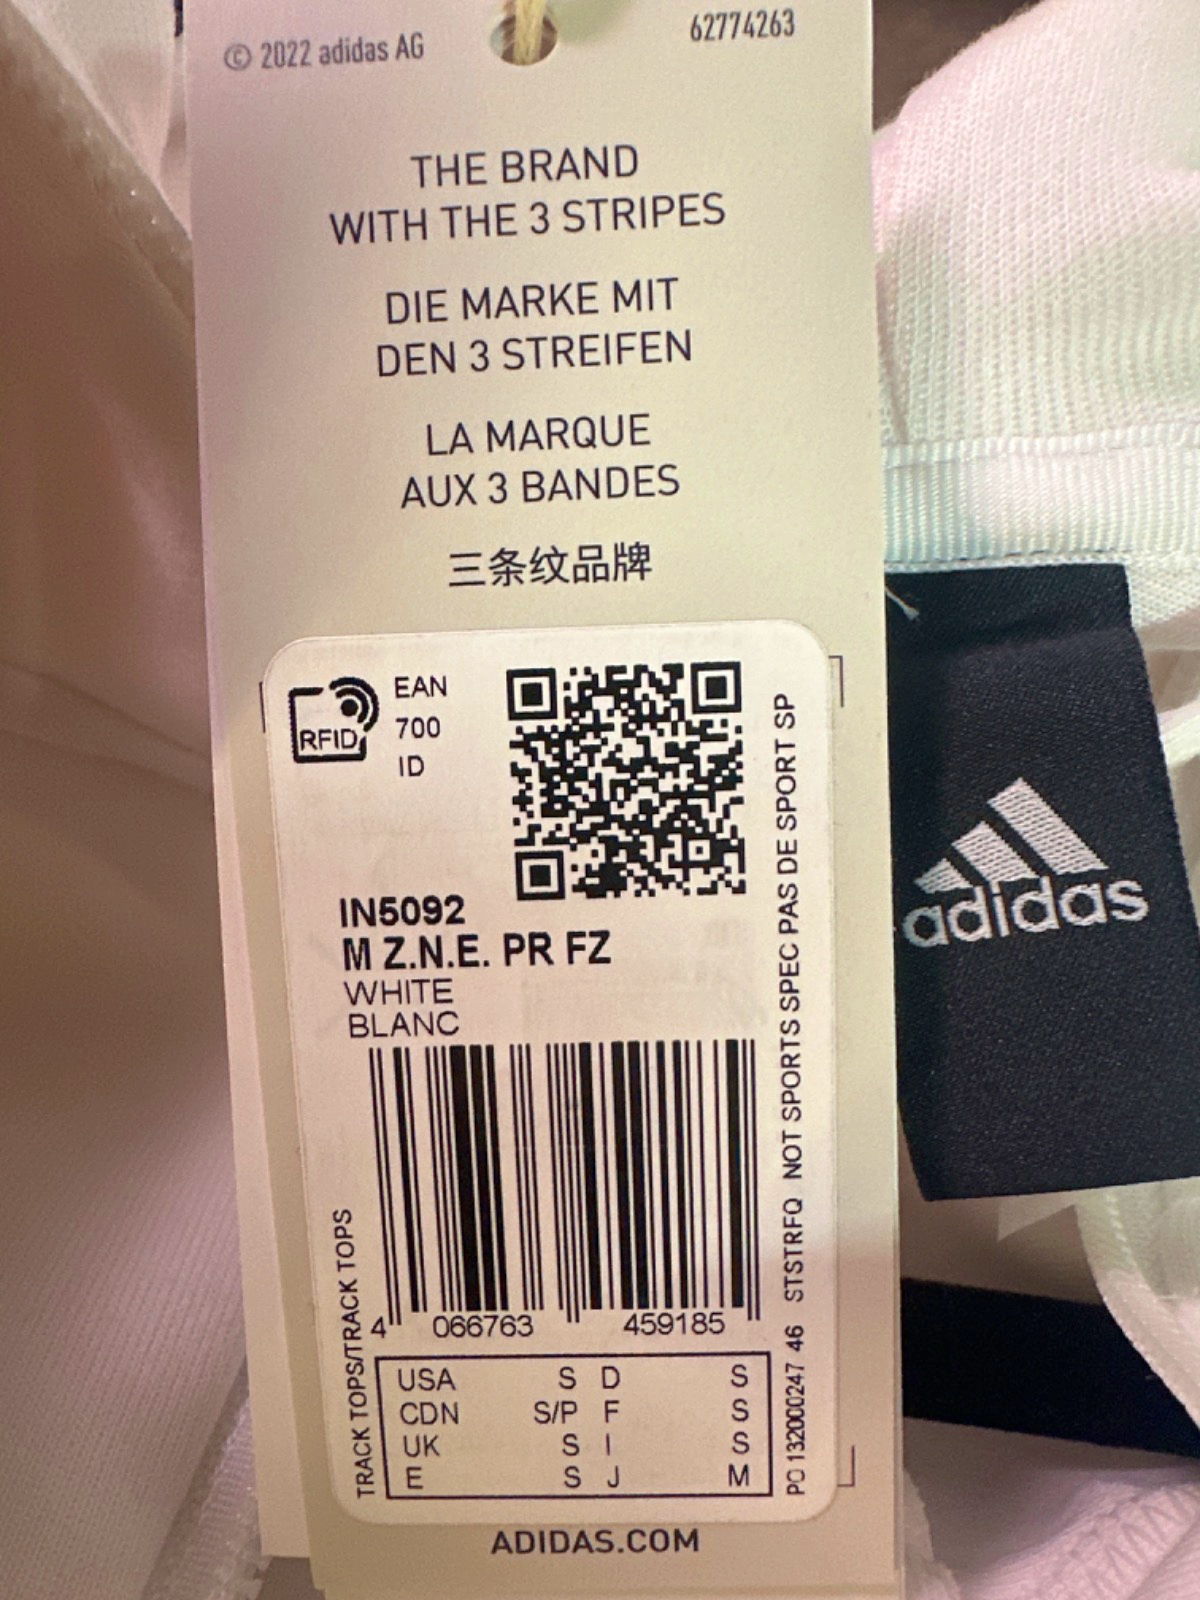 © 2022 adidas AG
62774263
THE BRAND
WITH THE 3 STRIPES
DIE MARKE MIT
DEN 3 STREIFEN
LA MARQUE
AUX 3 BANDES
三条纹品牌
RFID
EAN
700
ID
IN5092
M Z.N.E. PR FZ
WHITE
BLANC
4 066763 459185
TRACK TOPS/TRACK TOPS
USA S D S
CDN S/P F S
UK S I S
E S J M
PO 132000247 46 STSTRFQ NOT SPORTS SPEC PAS DE SPORT SP
ADIDAS.COM
adidas